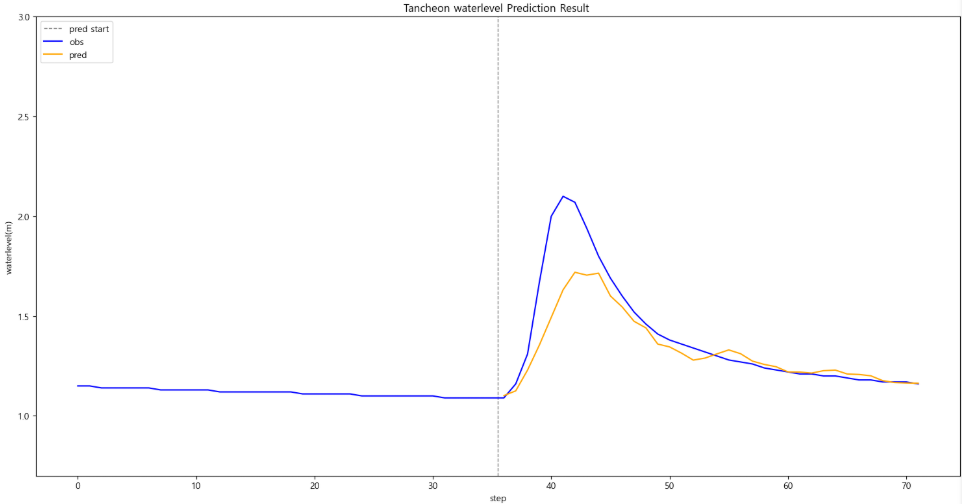 Tancheon waterlevel Prediction Result
pred start
obs
pred
waterlevel(m)
3.0
2.5
2.0
1.5
1.0
0
10
20
30
40
50
60
70
step